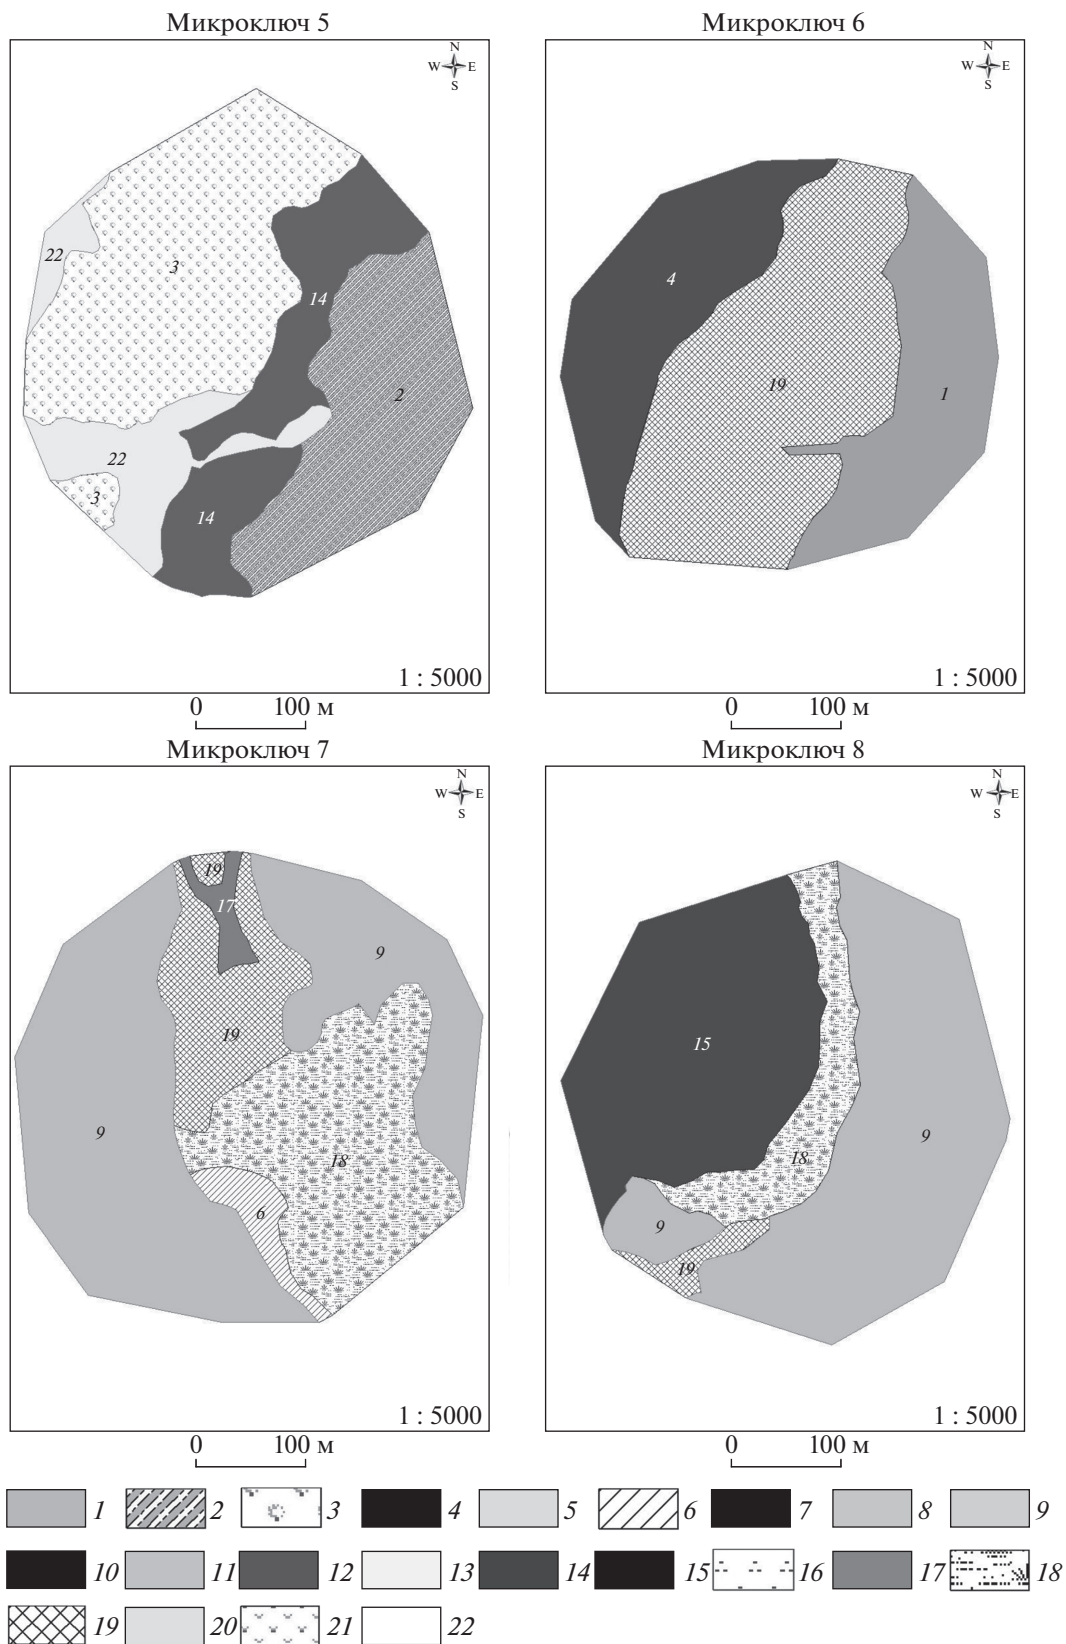 Микроключ 5
N
W E
S
22
3
14
2
22
3
14
1 : 5000
0 100 м
Микроключ 6
N
W E
S
4
19
1
1 : 5000
0 100 м
Микроключ 7
N
W E
S
19
17
9
19
9
18
6
1 : 5000
0 100 м
Микроключ 8
N
W E
S
15
9
18
9
19
1 : 5000
0 100 м
1 2 3 4 5 6 7 8 9
10 11 12 13 14 15 16 17 18
19 20 21 22